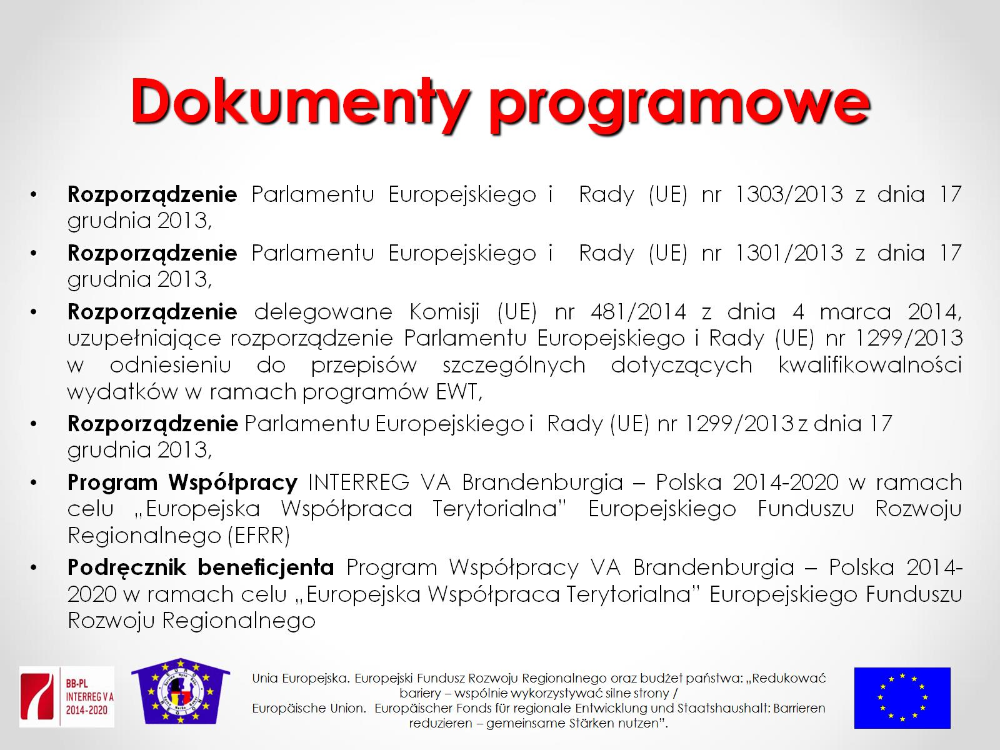 Dokumenty programowe
• Rozporządzenie Parlamentu Europejskiego i Rady (UE) nr 1303/2013 z dnia 17
grudnia 2013,
• Rozporządzenie Parlamentu Europejskiego i Rady (UE) nr 1301/2013 z dnia 17
grudnia 2013,
• Rozporządzenie delegowane Komisji (UE) nr 481/2014 z dnia 4 marca 2014,
uzupełniające rozporządzenie Parlamentu Europejskiego i Rady (UE) nr 1299/2013
w odniesieniu do przepisów szczególnych dotyczących kwalifikowalności
wydatków w ramach programów EWT,
• Rozporządzenie Parlamentu Europejskiego i Rady (UE) nr 1299/2013 z dnia 17
grudnia 2013,
• Program Współpracy INTERREG VA Brandenburgia – Polska 2014-2020 w ramach
celu „Europejska Współpraca Terytorialna” Europejskiego Funduszu Rozwoju
Regionalnego (EFRR)
• Podręcznik beneficjenta Program Współpracy VA Brandenburgia – Polska 2014-
2020 w ramach celu „Europejska Współpraca Terytorialna” Europejskiego Funduszu
Rozwoju Regionalnego
BB-PL
INTERREG V A
2014-2020
EURO
REGION
Unia Europejska. Europejski Fundusz Rozwoju Regionalnego oraz budżet państwa: „Redukować
bariery – wspólnie wykorzystywać silne strony /
Europäische Union. Europäischer Fonds für regionale Entwicklung und Staatshaushalt: Barrieren
reduzieren – gemeinsame Stärken nutzen”.